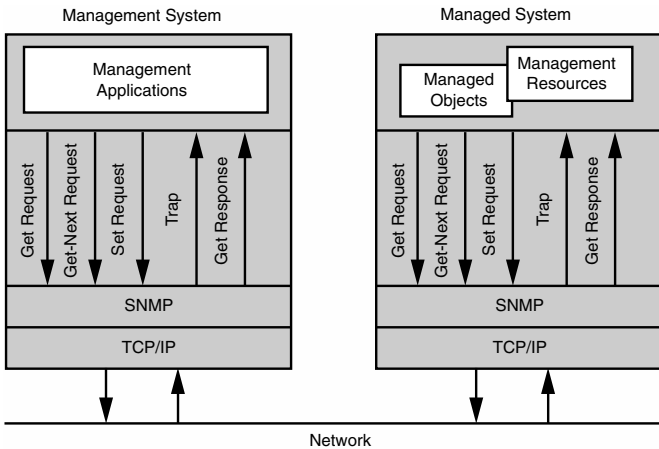 Management System
Management
Applications
Get Request
Get-Next Request
Set Request
Trap
Get Response
SNMP
TCP/IP
Managed System
Managed
Objects
Management
Resources
Get Request
Get-Next Request
Set Request
Trap
Get Response
SNMP
TCP/IP
Network